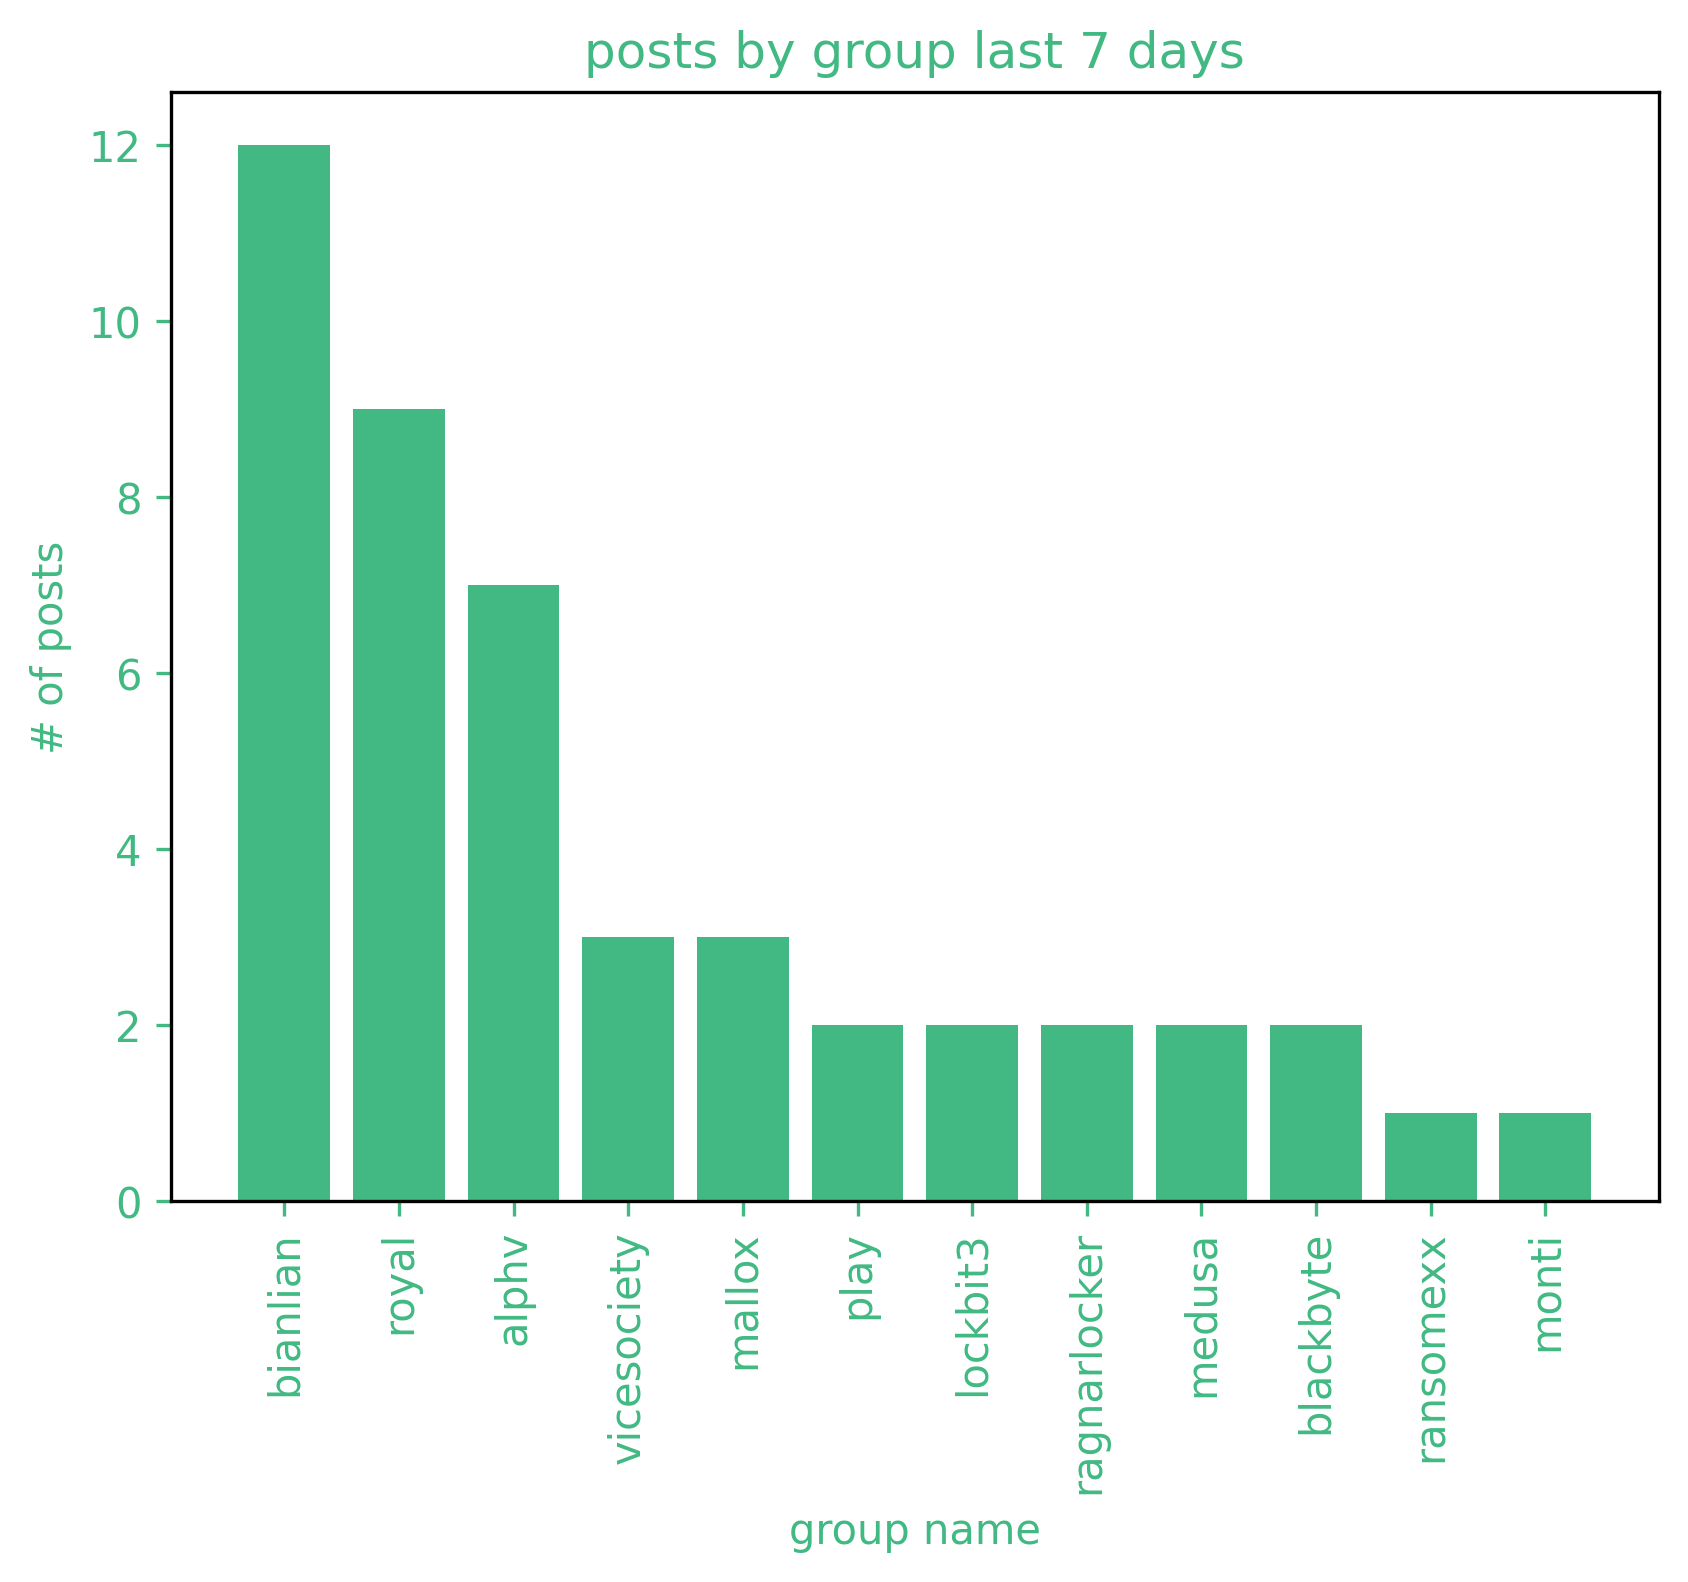 posts by group last 7 days
12
10
8
6
4
2
0
# of posts
bianlian
royal
alphv
vicesociety
mallox
play
lockbit3
ragnarlocker
medusa
blackbyte
ransomexx
monti
group name